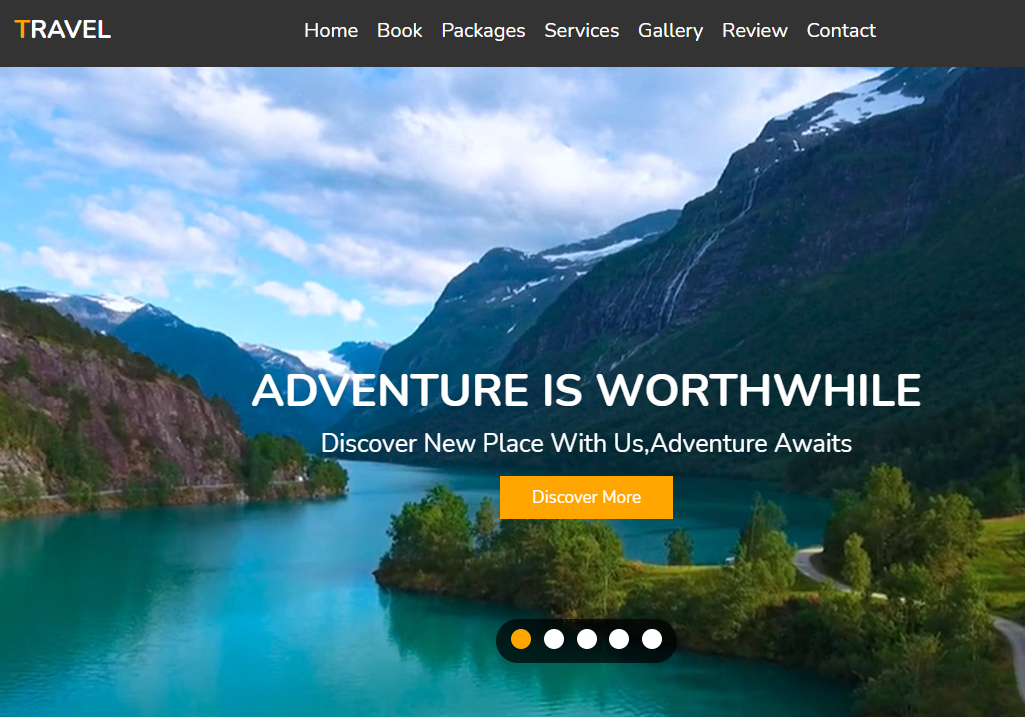 TRAVEL
Home Book Packages Services Gallery Review Contact
ADVENTURE IS WORTHWHILE
Discover New Place With Us,Adventure Awaits
Discover More